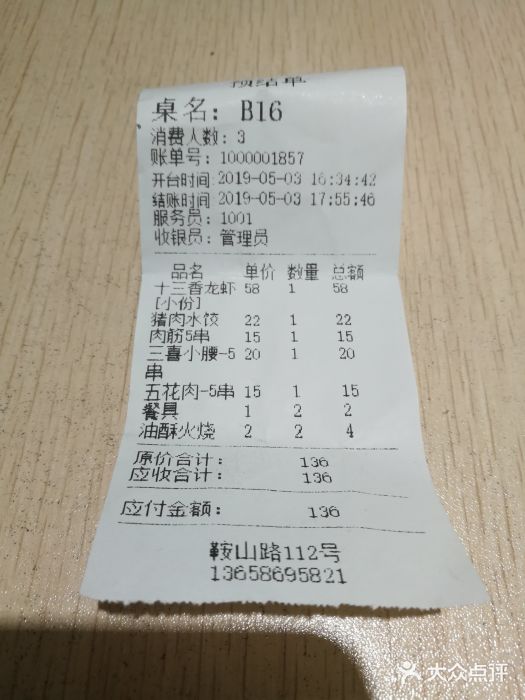 预结单
桌名: B16
消费人数: 3
账单号: 1000001857
开台时间:2019-05-03 16:34:42
结账时间:2019-05-03 17:55:46
服务员: 1001
收银员: 管理员
品名 单价 数量 总额
十三香龙虾 58 1 58
[小份]
猪肉水饺 22 1 22
肉筋5串 15 1 15
三喜小腰-5 20 1 20
串
五花肉-5串 15 1 15
餐具 1 2 2
油酥火烧 2 2 4
原价合计: 136
应收合计: 136
应付金额: 136
鞍山路112号
13658695821
大众点评